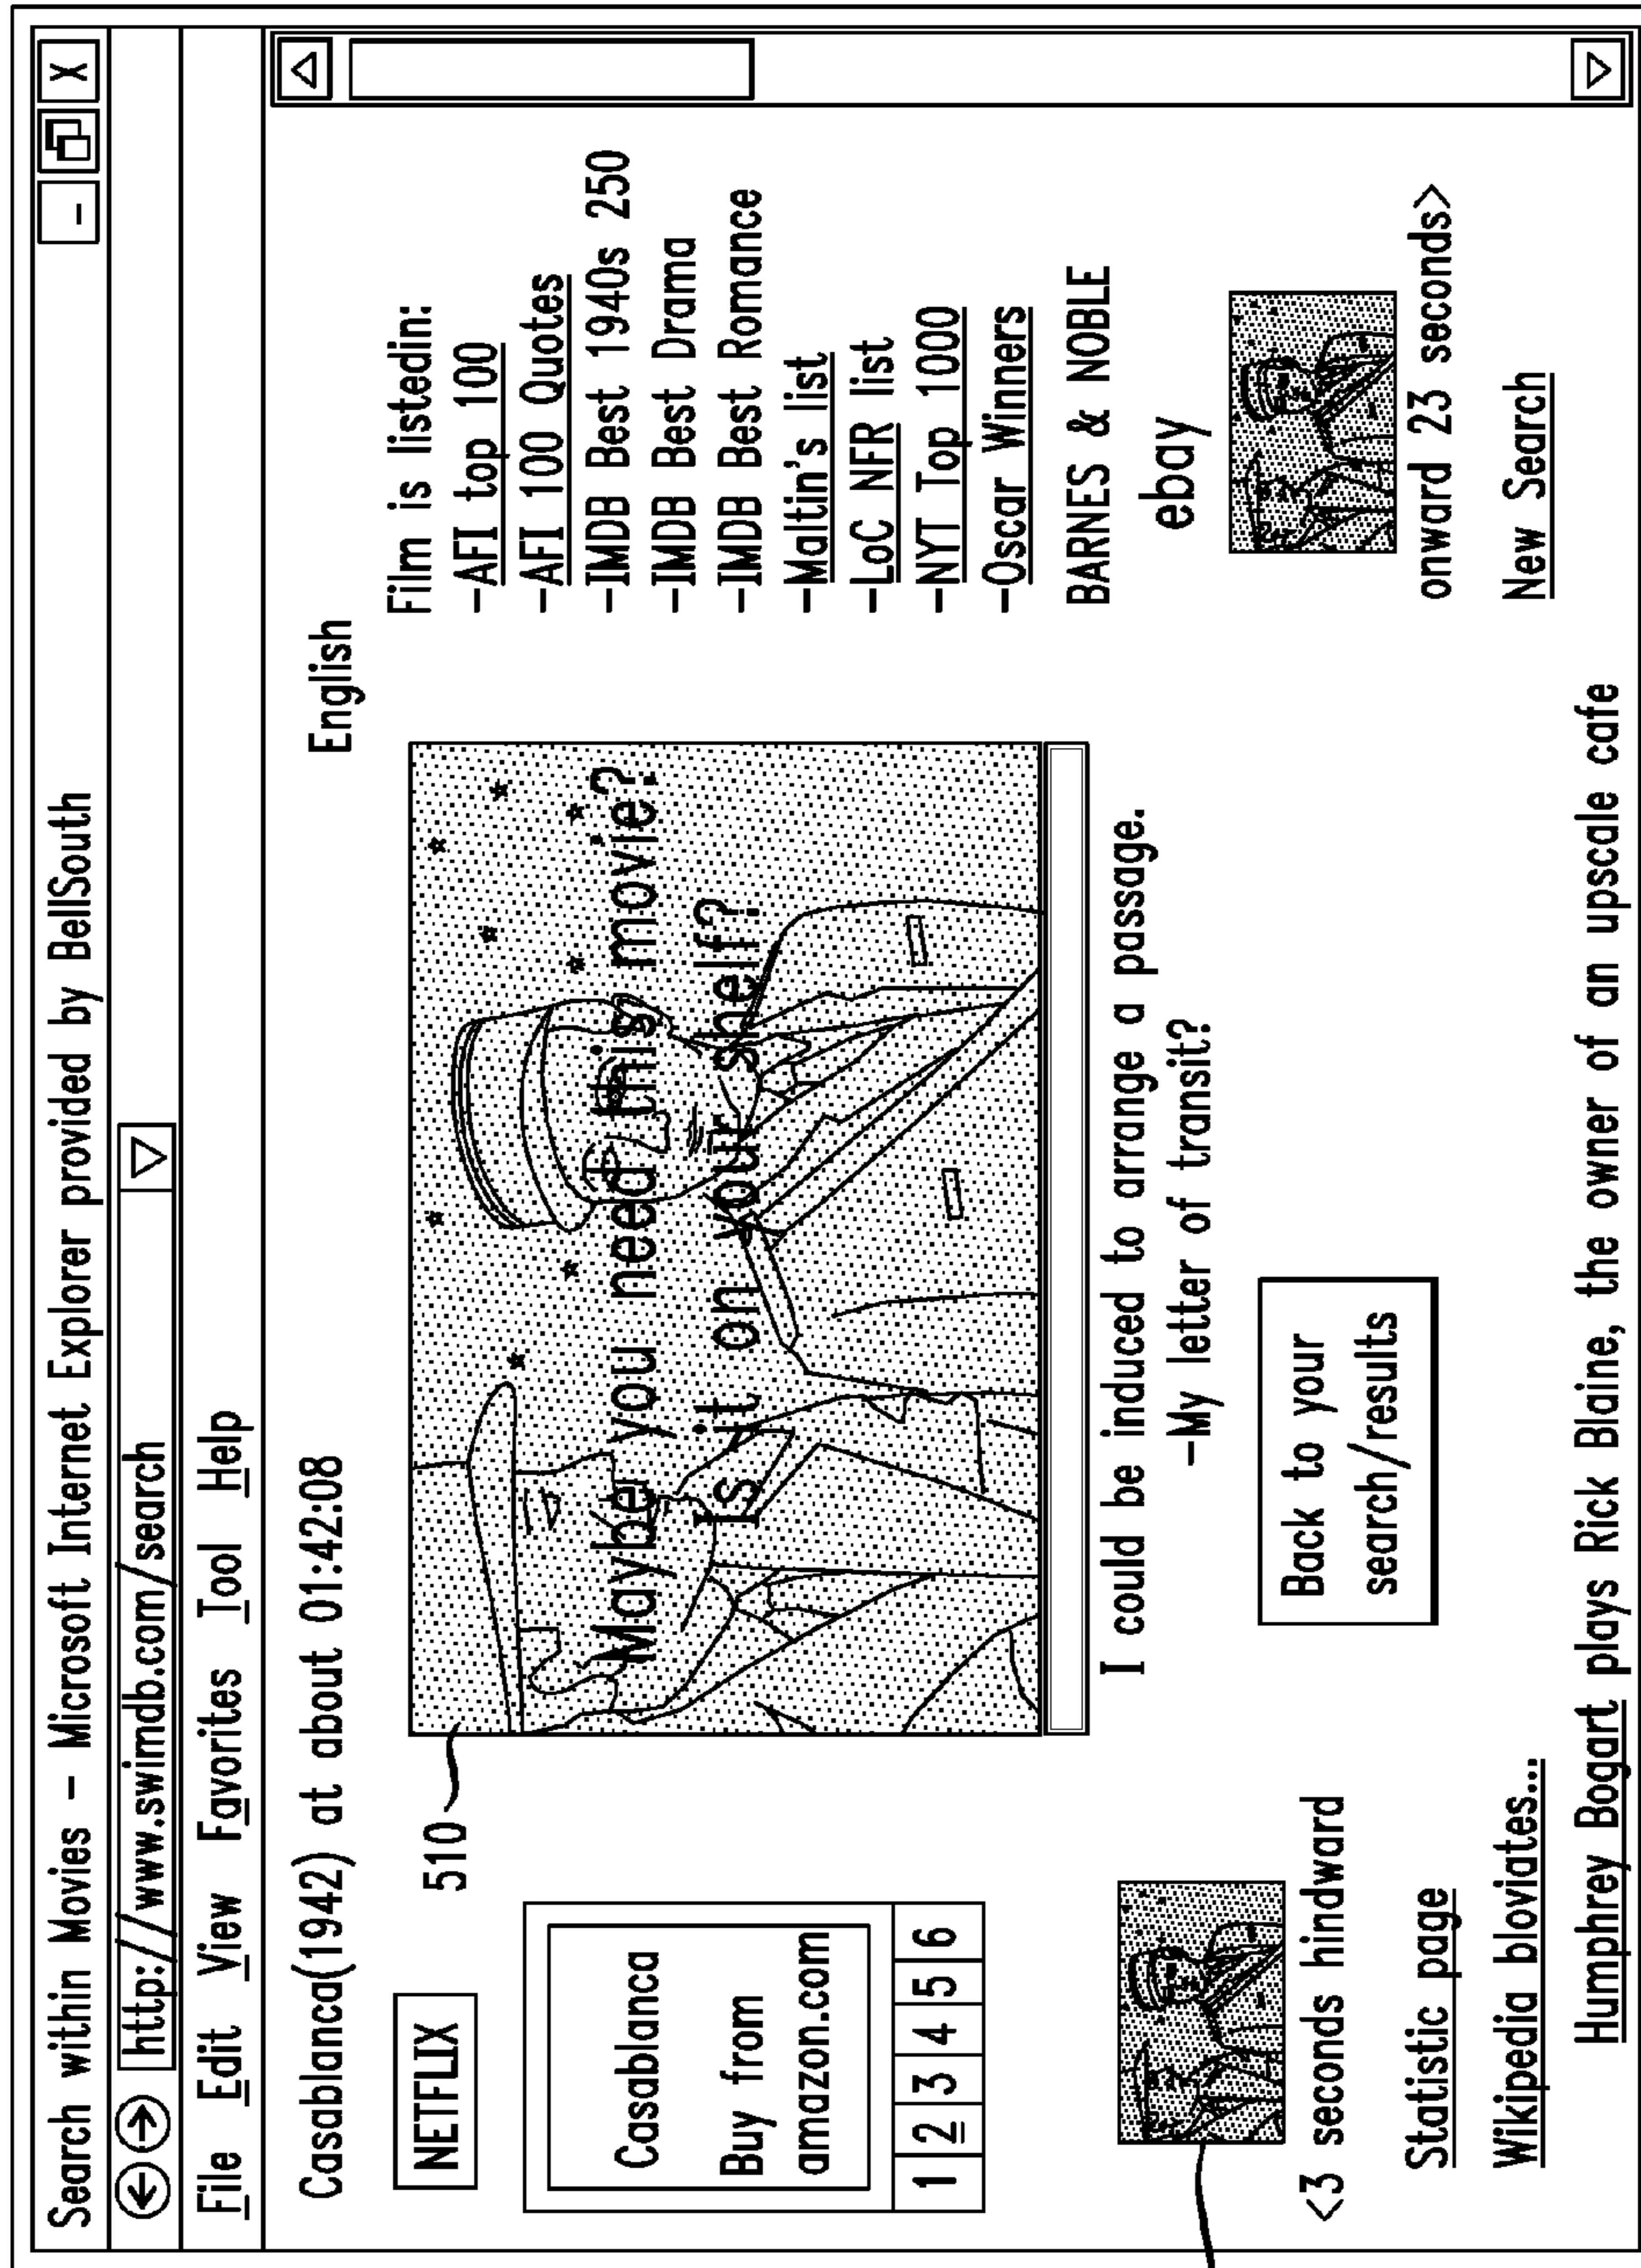 Search within Movies – Microsoft Internet Explorer provided by BellSouth
– X
http://www.swimdb.com/search
File Edit View Favorites Tool Help
Casablanca(1942) at about 01:42:08
English
NETFLIX
510
Casablanca
Buy from
amazon.com
1 2 3 4 5 6
Maybe you need this movie?
Is it on your shelf?
Film is listedin:
-AFI top 100
-AFI 100 Quotes
-IMDB Best 1940s 250
-IMDB Best Drama
-IMDB Best Romance
-Maltin's list
-LoC NFR list
-NYT Top 1000
-Oscar Winners
BARNES & NOBLE
ebay
I could be induced to arrange a passage.
-My letter of transit?
<3 seconds hindward
Back to your
search/results
onward 23 seconds>
Statistic page
New Search
Wikipedia bloviates...
Humphrey Bogart plays Rick Blaine, the owner of an upscale cafe